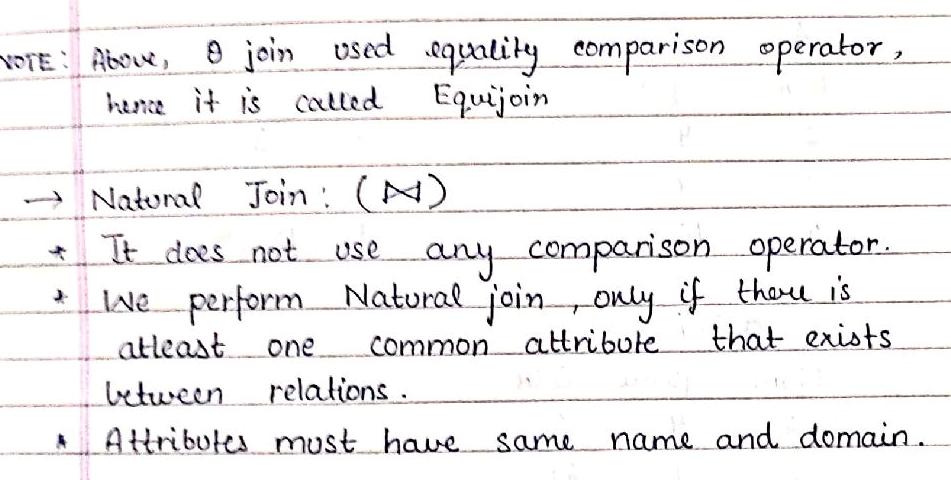 NOTE: Above, θ join used equality comparison operator,
hence it is called Equijoin
→ Natural Join: (⋈)
* It does not use any comparison operator.
* We perform Natural join, only if there is
atleast one common attribute that exists
between relations.
* Attributes must have same name and domain.